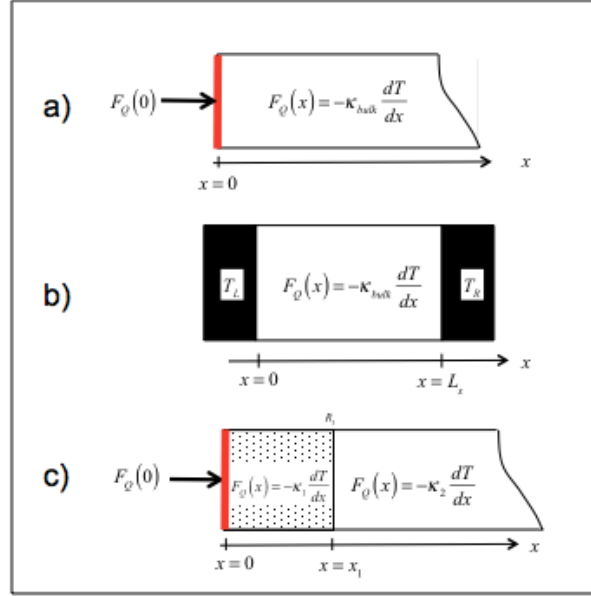 a)
F_Q(0)
F_Q(x) = -κ_bulk dT/dx
x = 0
x
b)
T_L
F_Q(x) = -κ_bulk dT/dx
T_R
x = 0
x = L_x
x
c)
F_Q(0)
F_Q(x) = -κ_1 dT/dx
F_Q(x) = -κ_2 dT/dx
x = 0
x = x_1
x